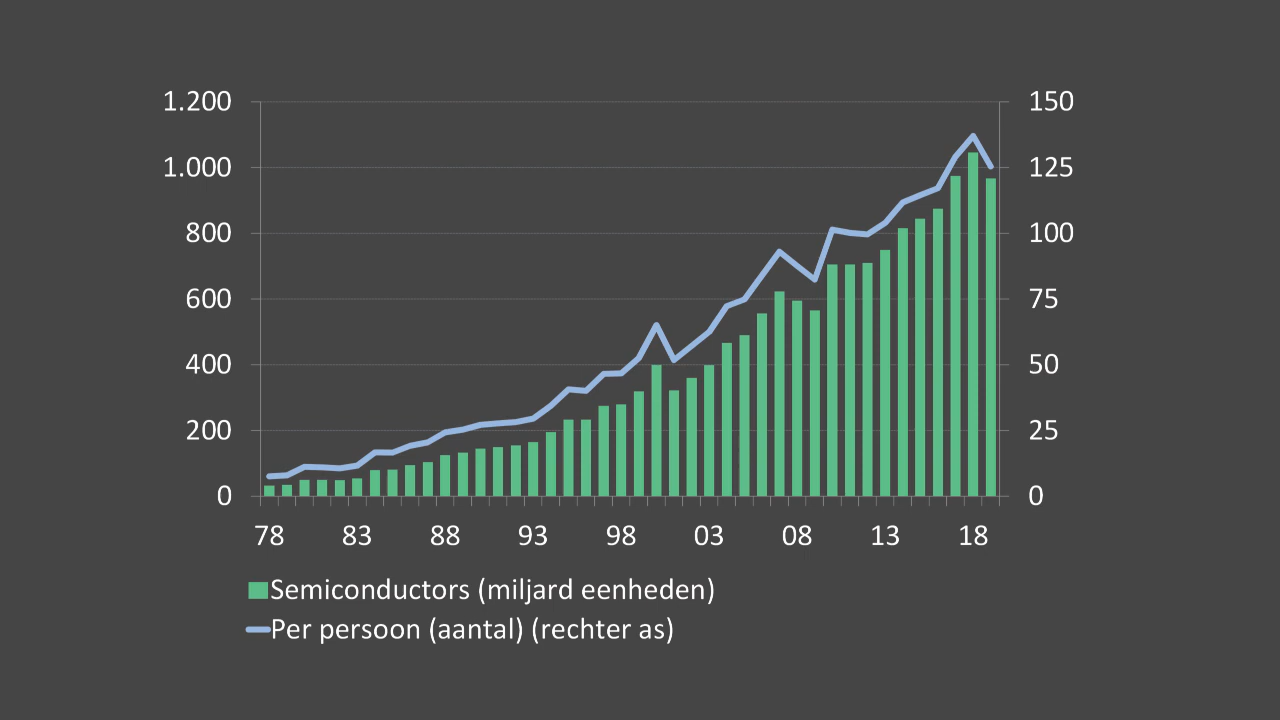 1.200 150
1.000 125
800 100
600 75
400 50
200 25
0 0
78 83 88 93 98 03 08 13 18
Semiconductors (miljard eenheden)
Per persoon (aantal) (rechter as)